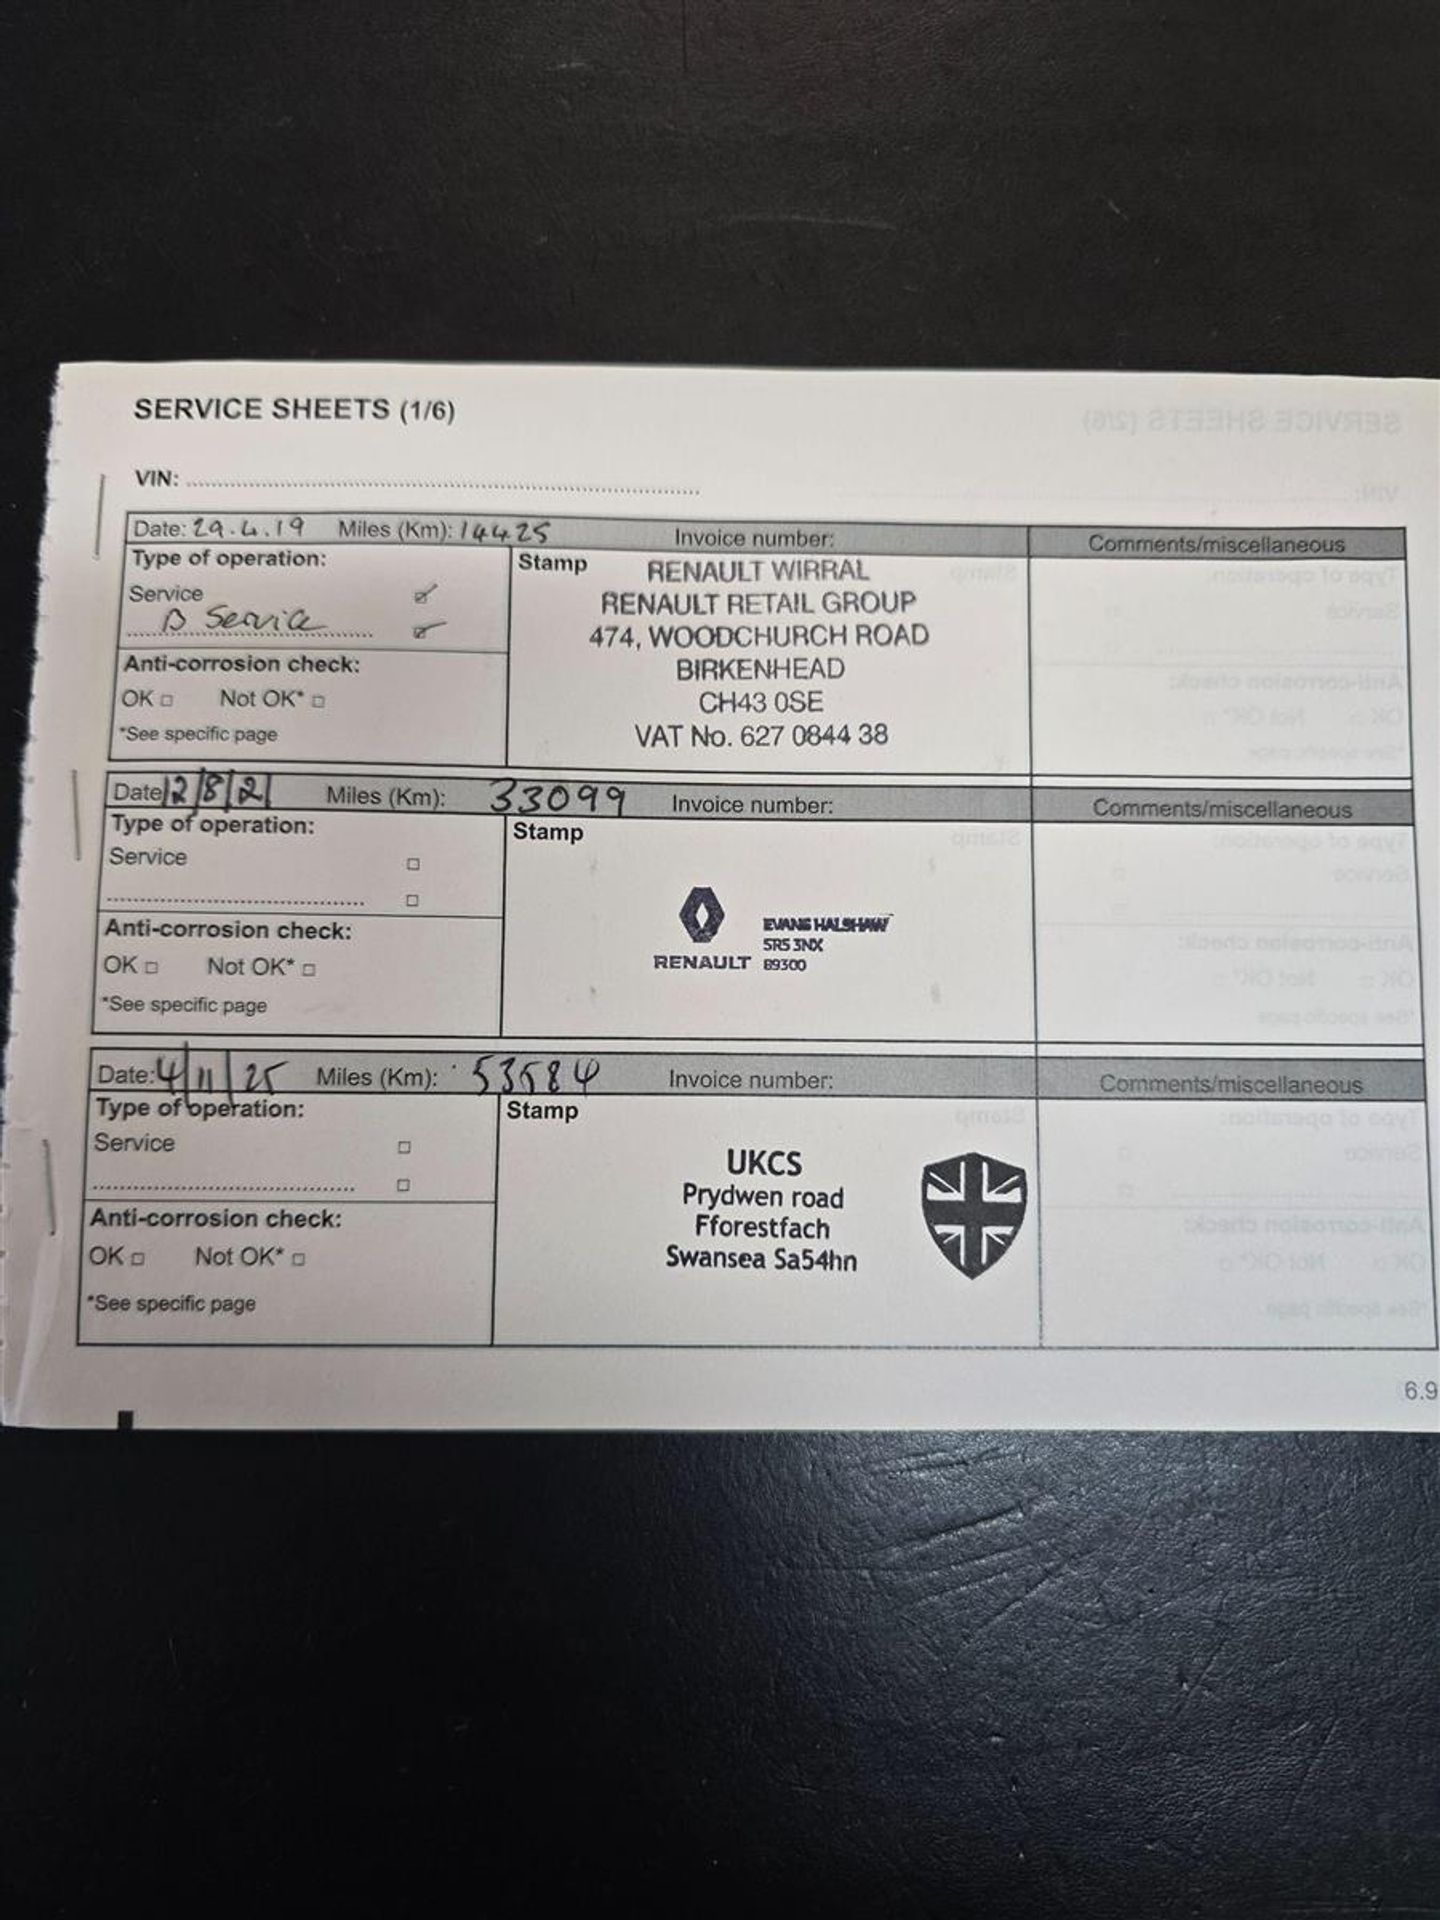 SERVICE SHEETS (1/6)
VIN:
Date: 29.4.19 Miles (Km): 14425 Invoice number: Comments/miscellaneous
Type of operation:
Service
B Service
Anti-corrosion check:
OK □ Not OK* □
*See specific page
Stamp
RENAULT WIRRAL
RENAULT RETAIL GROUP
474, WOODCHURCH ROAD
BIRKENHEAD
CH43 0SE
VAT No. 627 0844 38
Date 12/8/21 Miles (Km): 33099 Invoice number: Comments/miscellaneous
Type of operation:
Service □
□
Anti-corrosion check:
OK □ Not OK* □
*See specific page
Stamp
RENAULT
EVANS HALSHAW
SR5 3NX
89300
Date: 4/11/25 Miles (Km): 53584 Invoice number: Comments/miscellaneous
Type of operation:
Service □
□
Anti-corrosion check:
OK □ Not OK* □
*See specific page
Stamp
UKCS
Prydwen road
Fforestfach
Swansea Sa54hn
6.9